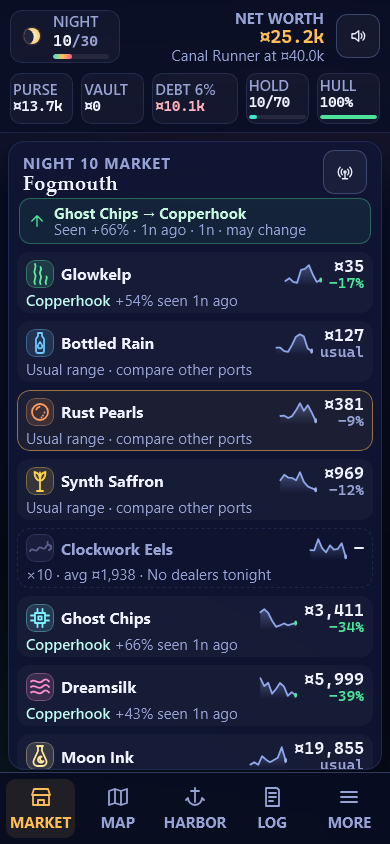 NIGHT
10/30
NET WORTH
¤25.2k
Canal Runner at ¤40.0k
PURSE
¤13.7k
VAULT
¤0
DEBT 6%
¤10.1k
HOLD
10/70
HULL
100%
NIGHT 10 MARKET
Fogmouth
Ghost Chips → Copperhook
Seen +66% · 1n ago · 1n · may change
Glowkelp
¤35
-17%
Copperhook +54% seen 1n ago
Bottled Rain
¤127
usual
Usual range · compare other ports
Rust Pearls
¤381
-9%
Usual range · compare other ports
Synth Saffron
¤969
-12%
Usual range · compare other ports
Clockwork Eels
—
×10 · avg ¤1,938 · No dealers tonight
Ghost Chips
¤3,411
-34%
Copperhook +66% seen 1n ago
Dreamsilk
¤5,999
-39%
Copperhook +43% seen 1n ago
Moon Ink
¤19,855
usual
MARKET
MAP
HARBOR
LOG
MORE